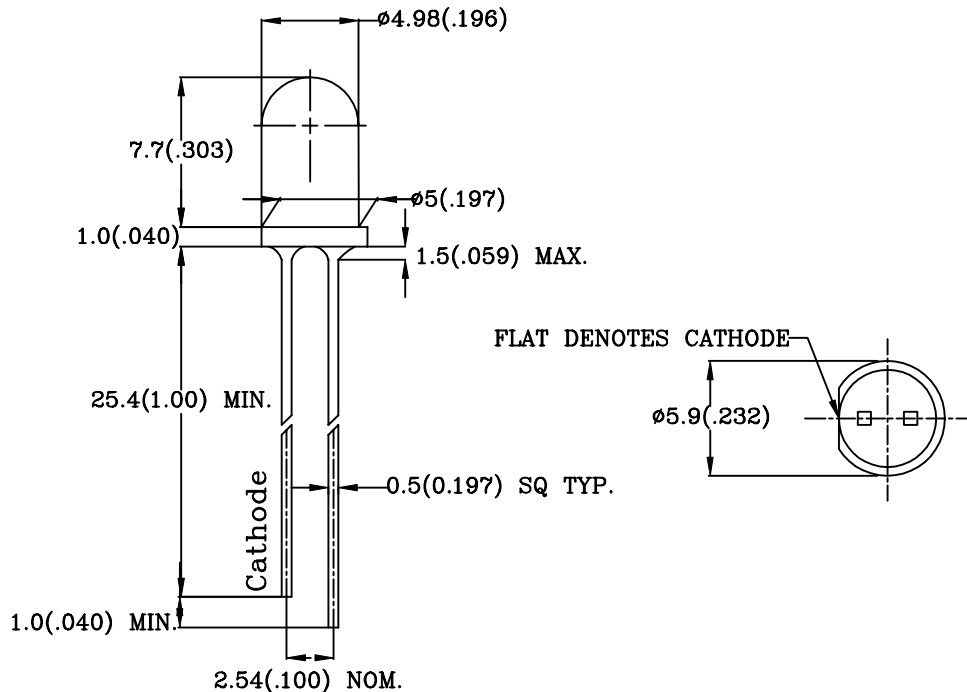 ø4.98(.196)
7.7(.303)
ø5(.197)
1.0(.040)
1.5(.059) MAX.
FLAT DENOTES CATHODE
25.4(1.00) MIN.
ø5.9(.232)
Cathode
0.5(0.197) SQ TYP.
1.0(.040) MIN.
2.54(.100) NOM.